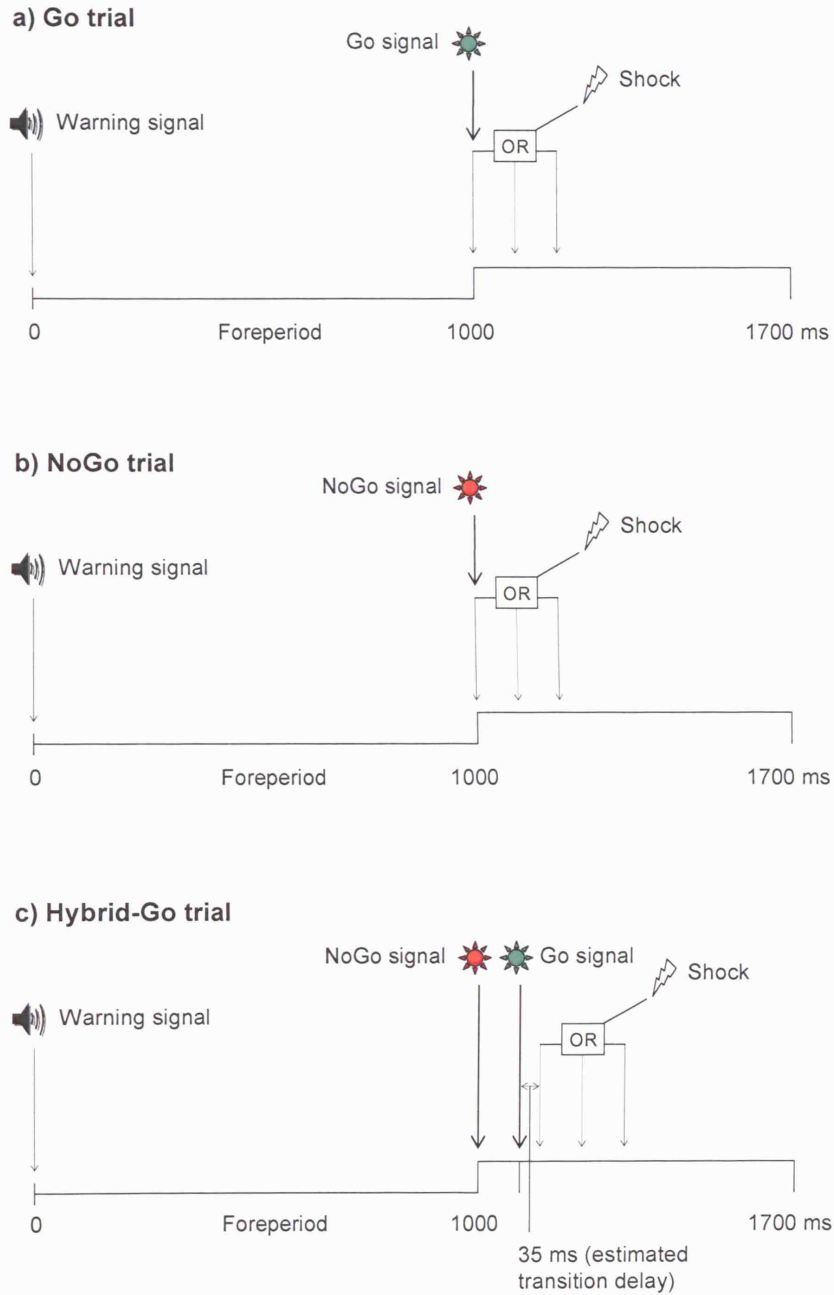 a) Go trial
Go signal
Shock
Warning signal
OR
0 Foreperiod 1000 1700 ms
b) NoGo trial
NoGo signal
Shock
Warning signal
OR
0 Foreperiod 1000 1700 ms
c) Hybrid-Go trial
NoGo signal Go signal
Shock
Warning signal
OR
0 Foreperiod 1000 1700 ms
35 ms (estimated
transition delay)